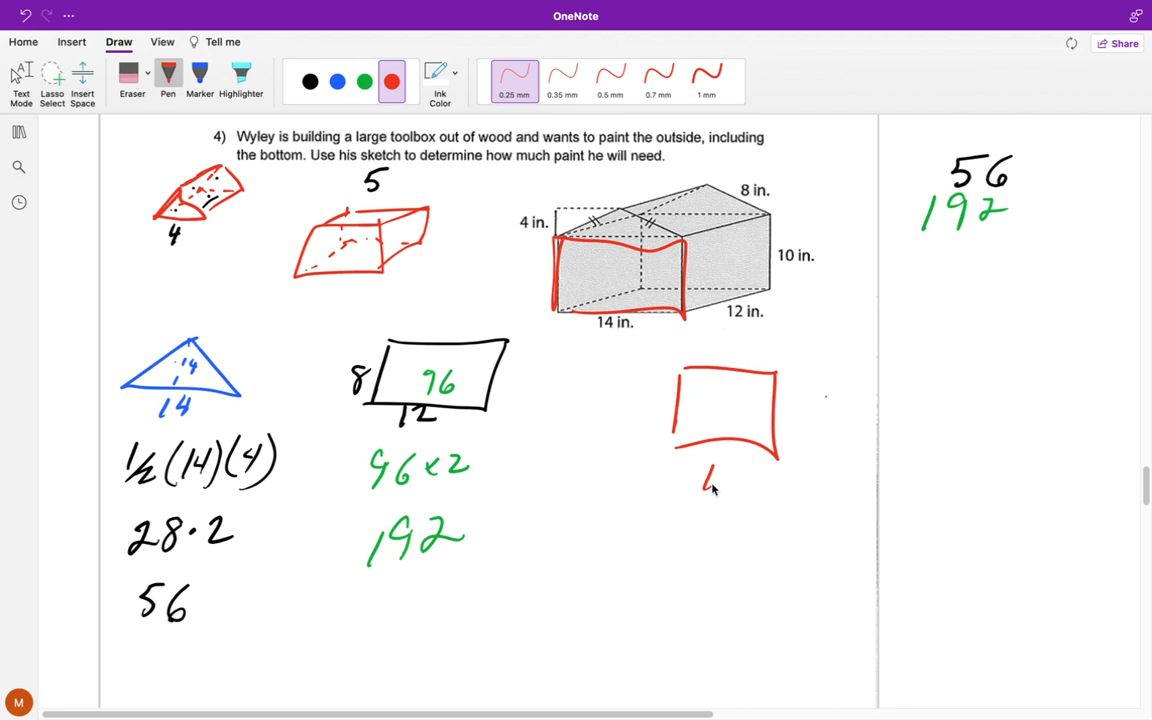 OneNote
Home Insert Draw View Tell me Share
Text Mode Lasso Select Insert Space Eraser Pen Marker Highlighter Ink Color 0.25 mm 0.35 mm 0.5 mm 0.7 mm 1 mm
4) Wyley is building a large toolbox out of wood and wants to paint the outside, including
the bottom. Use his sketch to determine how much paint he will need.
56
192
5
4
8 in.
4 in.
10 in.
12 in.
14 in.
14
14
8
96
12
1/2 (14)(4)
96 x 2
28 · 2
192
56
M